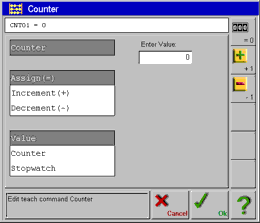 Counter
CNT01 = 0
= 0
Counter
Enter Value:
0
+ 1
Assign(=)
Increment(+)
Decrement(-)
- 1
Value
Counter
Stopwatch
Edit teach command Counter
Cancel
Ok
?